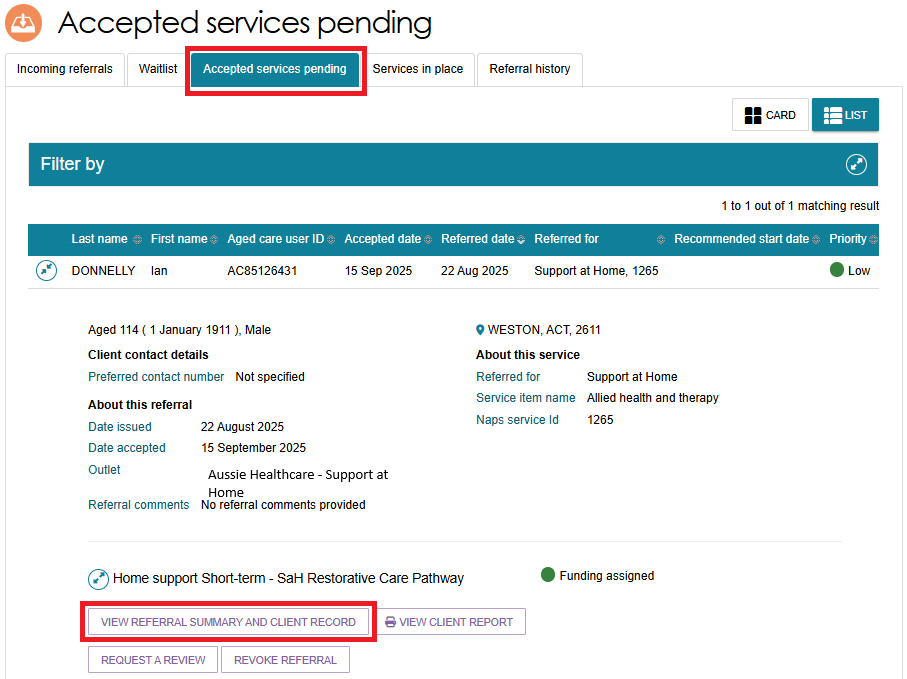 Accepted services pending
Incoming referrals Waitlist Accepted services pending Services in place Referral history
CARD LIST
Filter by
1 to 1 out of 1 matching result
Last name First name Aged care user ID Accepted date Referred date Referred for Recommended start date Priority
DONNELLY Ian AC85126431 15 Sep 2025 22 Aug 2025 Support at Home, 1265 Low
Aged 114 ( 1 January 1911 ), Male
Client contact details
Preferred contact number Not specified
About this referral
Date issued 22 August 2025
Date accepted 15 September 2025
Outlet Aussie Healthcare - Support at
Home
Referral comments No referral comments provided
WESTON, ACT, 2611
About this service
Referred for Support at Home
Service item name Allied health and therapy
Naps service Id 1265
Home support Short-term - SaH Restorative Care Pathway Funding assigned
VIEW REFERRAL SUMMARY AND CLIENT RECORD VIEW CLIENT REPORT
REQUEST A REVIEW REVOKE REFERRAL